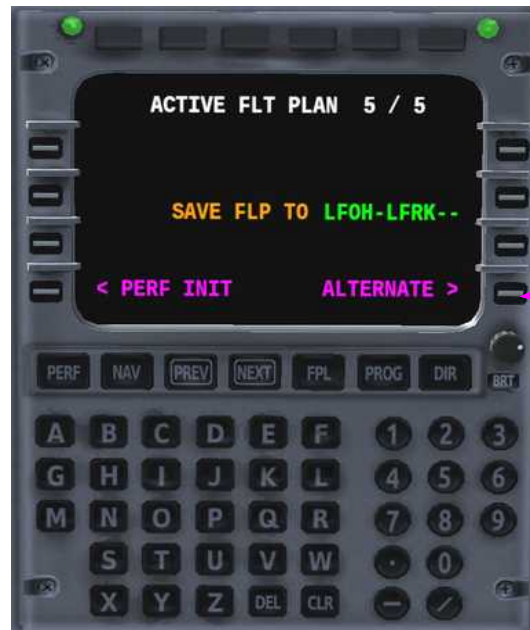 ACTIVE FLT PLAN 5 / 5
SAVE FLP TO LFOH-LFRK--
< PERF INIT ALTERNATE >
PERF NAV PREV NEXT FPL PROG DIR BRT
A B C D E F 1 2 3
G H I J K L 4 5 6
M N O P Q R 7 8 9
S T U V W · 0
X Y Z DEL CLR - /